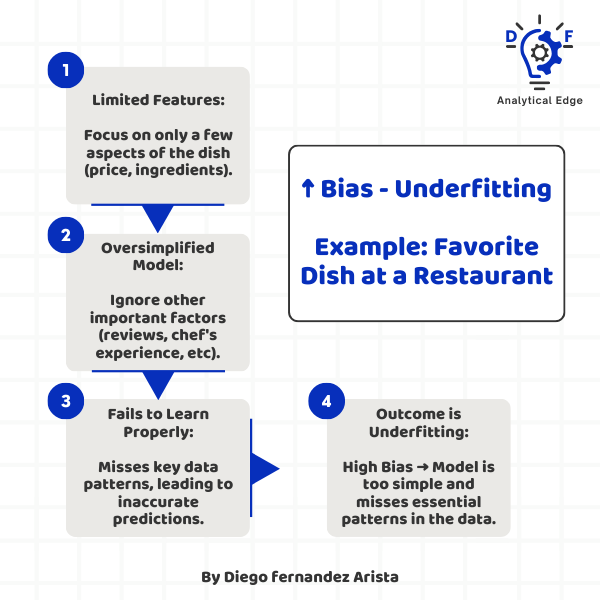 D F
Analytical Edge
1
Limited Features:
Focus on only a few
aspects of the dish
(price, ingredients).
↑ Bias - Underfitting
Example: Favorite
Dish at a Restaurant
2
Oversimplified
Model:
Ignore other
important factors
(reviews, chef's
experience, etc).
3
Fails to Learn
Properly:
Misses key data
patterns, leading to
inaccurate
predictions.
4
Outcome is
Underfitting:
High Bias → Model is
too simple and
misses essential
patterns in the data.
By Diego fernandez Arista